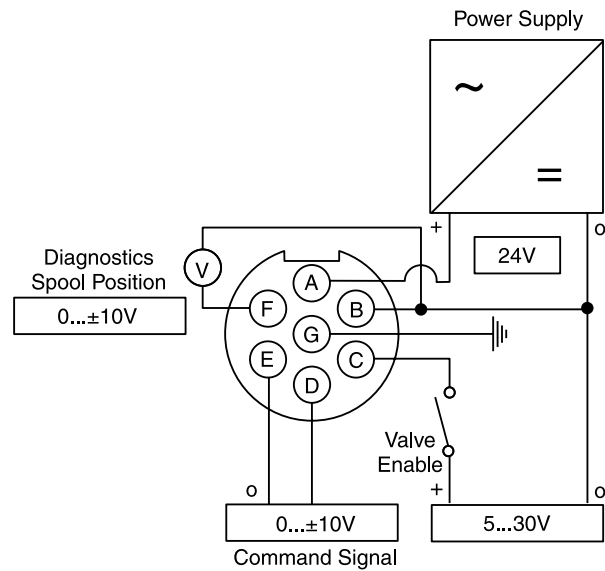 Power Supply
~
=
+
o
24V
Diagnostics
Spool Position
0...±10V
V
A
F
B
G
E
C
D
Valve
Enable
o
+
o
0...±10V
5...30V
Command Signal